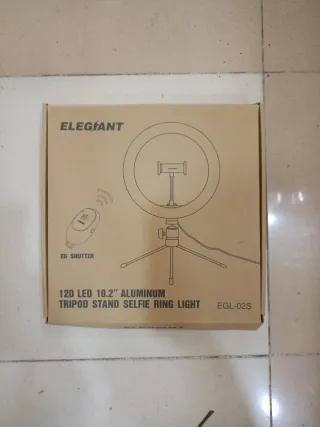 ELEGIANT
EG SHUTTER
120 LED 10.2" ALUMINUM
TRIPOD STAND SELFIE RING LIGHT
EGL-02S